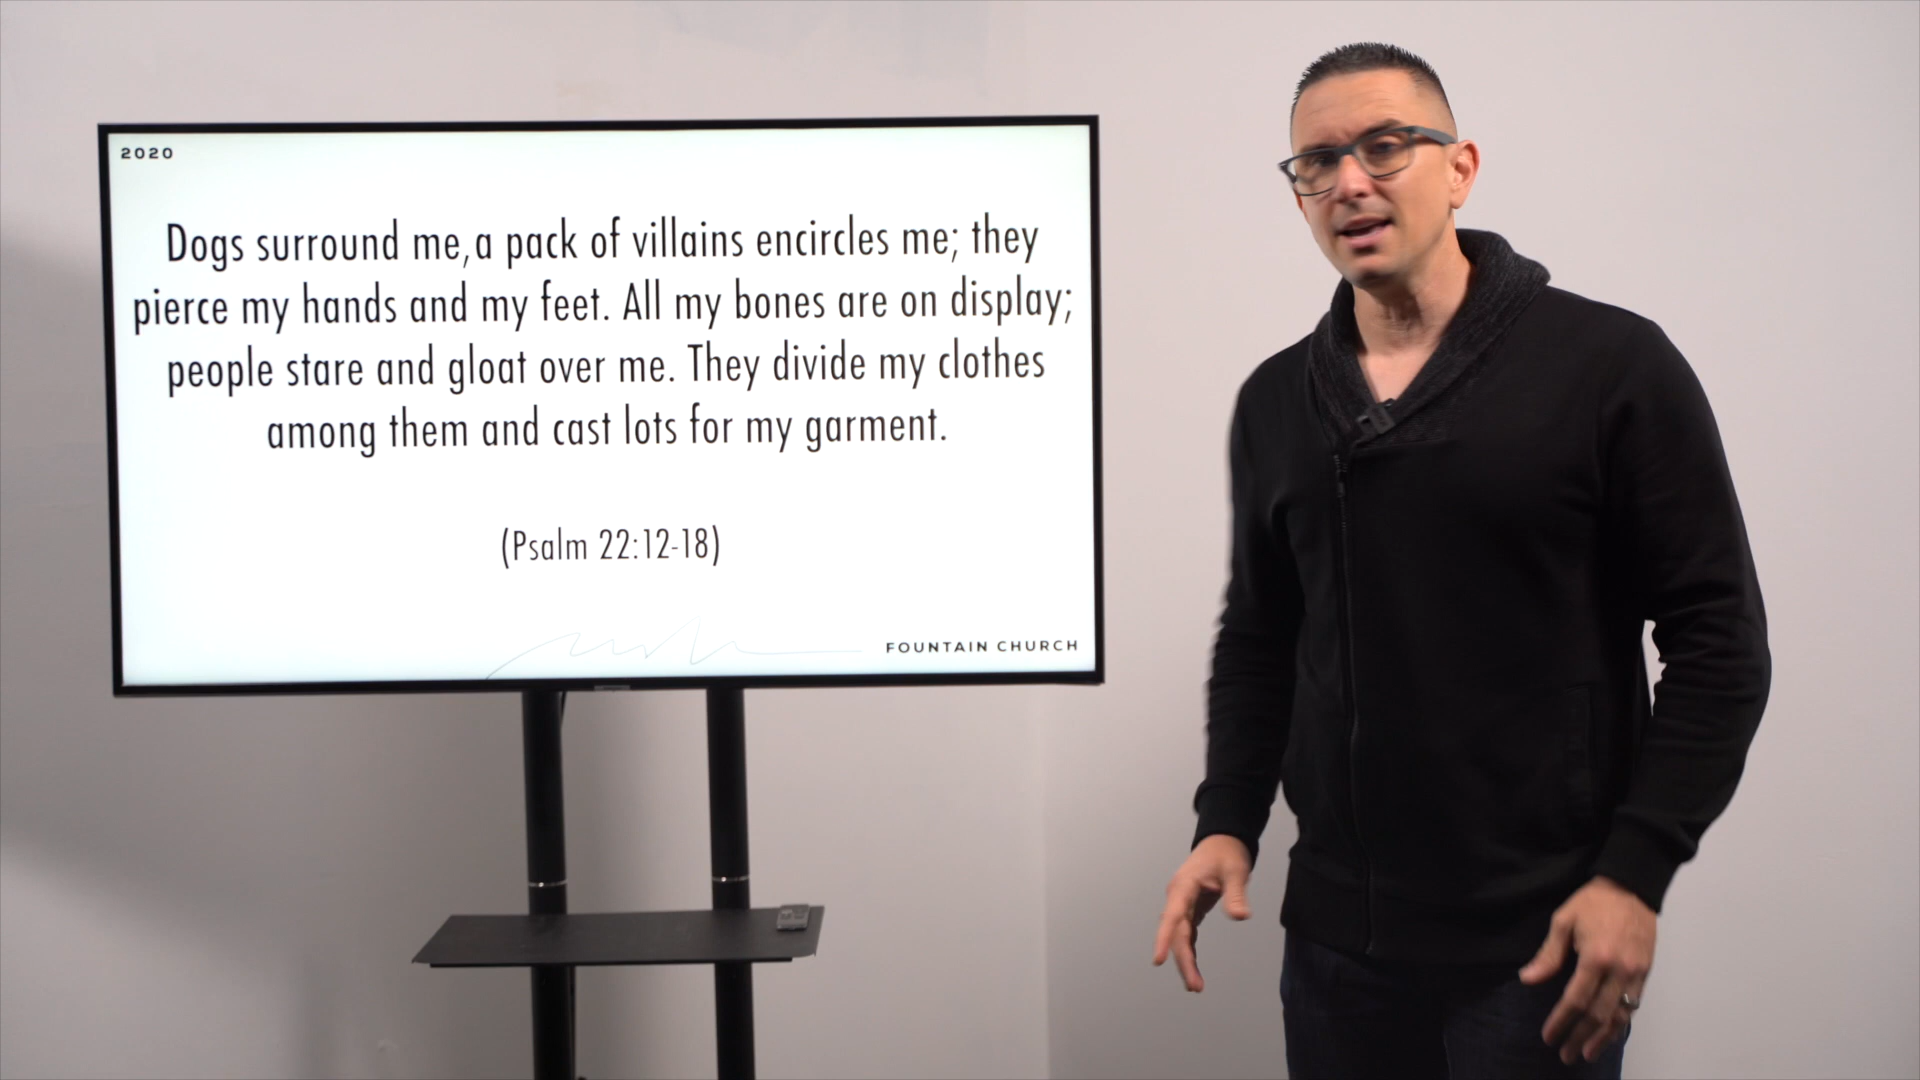 2020
Dogs surround me,a pack of villains encircles me; they
pierce my hands and my feet. All my bones are on display;
people stare and gloat over me. They divide my clothes
among them and cast lots for my garment.
(Psalm 22:12-18)
FOUNTAIN CHURCH